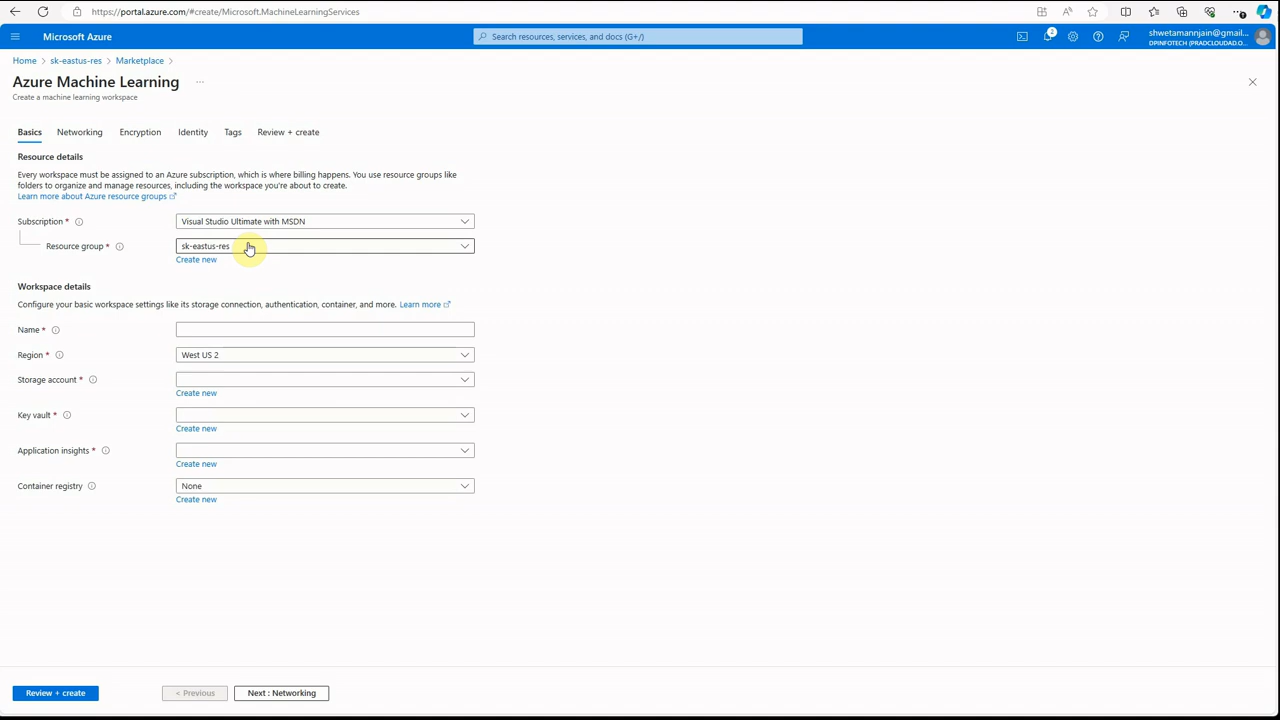 https://portal.azure.com/#create/Microsoft.MachineLearningServices
Microsoft Azure
Search resources, services, and docs (G+/)
2
shwetamannjain@gmail....
DPINFOTECH (PRAOCLOUDAD.O...
Home > sk-eastus-res > Marketplace >
Azure Machine Learning ...
Create a machine learning workspace
Basics Networking Encryption Identity Tags Review + create
Resource details
Every workspace must be assigned to an Azure subscription, which is where billing happens. You use resource groups like
folders to organize and manage resources, including the workspace you're about to create.
Learn more about Azure resource groups
Subscription * Visual Studio Ultimate with MSDN
Resource group * sk-eastus-res
Create new
Workspace details
Configure your basic workspace settings like its storage connection, authentication, container, and more. Learn more
Name *
Region * West US 2
Storage account *
Create new
Key vault *
Create new
Application insights *
Create new
Container registry None
Create new
Review + create < Previous Next : Networking